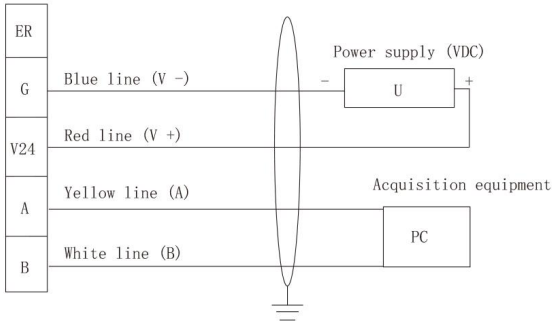 ER
Power supply (VDC)
G
Blue line (V -)
-
U
+
V24
Red line (V +)
A
Yellow line (A)
Acquisition equipment
PC
B
White line (B)